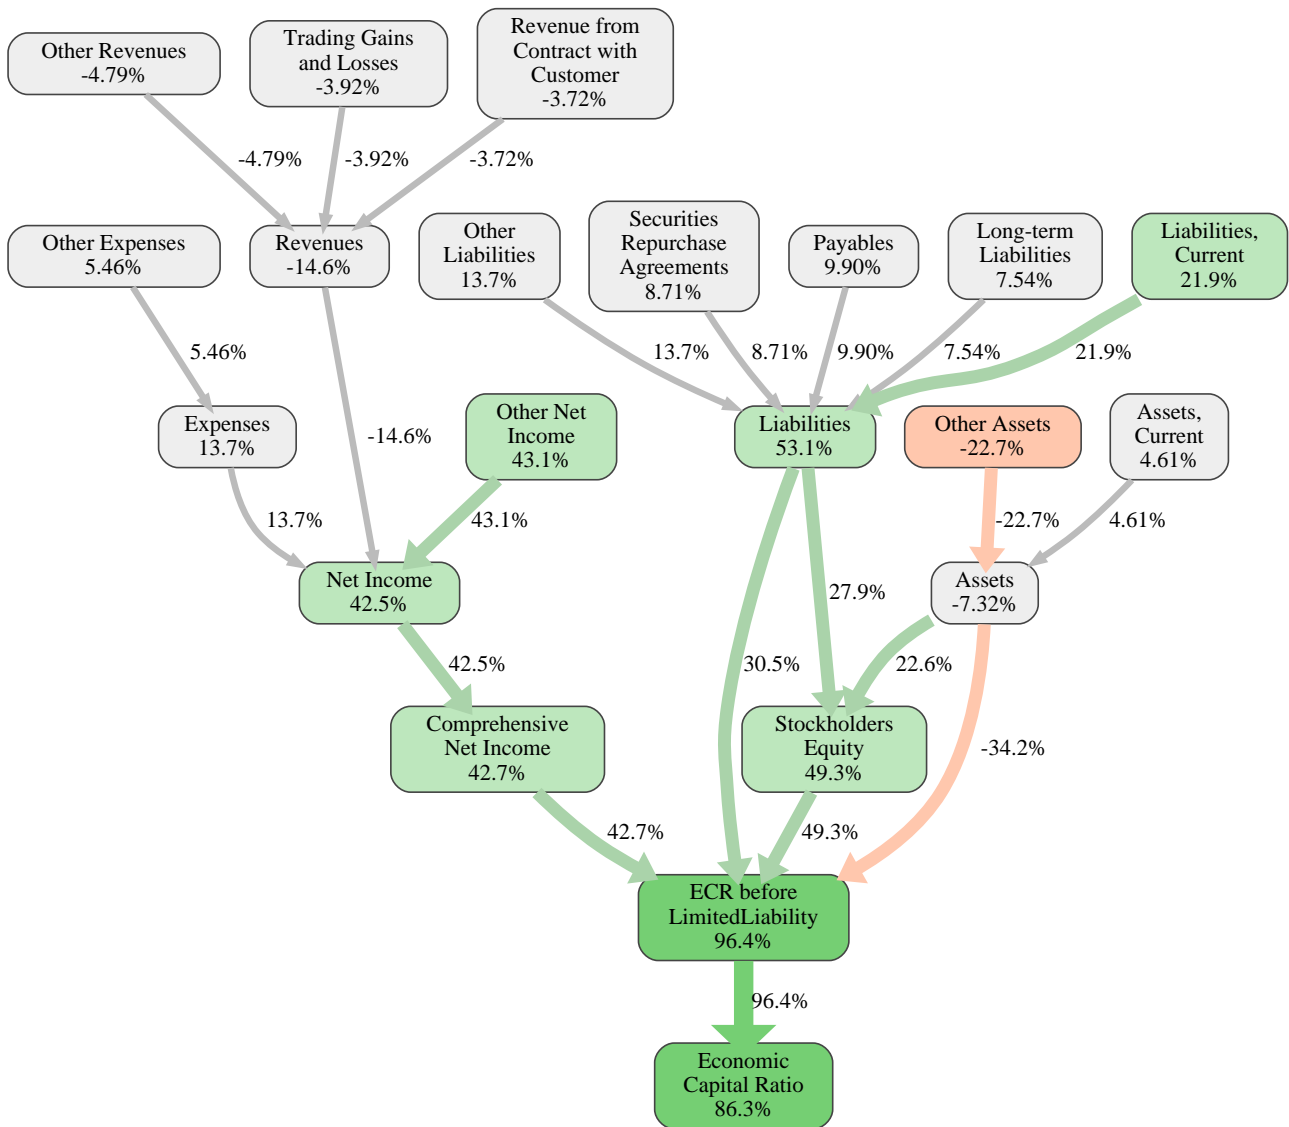 Other Revenues
-4.79%
Trading Gains
and Losses
-3.92%
Revenue from
Contract with
Customer
-3.72%
-4.79%
-3.92%
-3.72%
Other Expenses
5.46%
Revenues
-14.6%
Other
Liabilities
13.7%
Securities
Repurchase
Agreements
8.71%
Payables
9.90%
Long-term
Liabilities
7.54%
Liabilities,
Current
21.9%
5.46%
13.7%
8.71%
9.90%
7.54%
21.9%
Expenses
13.7%
-14.6%
Other Net
Income
43.1%
Liabilities
53.1%
Other Assets
-22.7%
Assets,
Current
4.61%
13.7%
43.1%
-22.7%
4.61%
Net Income
42.5%
27.9%
Assets
-7.32%
42.5%
30.5%
22.6%
Comprehensive
Net Income
42.7%
Stockholders
Equity
49.3%
-34.2%
42.7%
49.3%
ECR before
LimitedLiability
96.4%
96.4%
Economic
Capital Ratio
86.3%